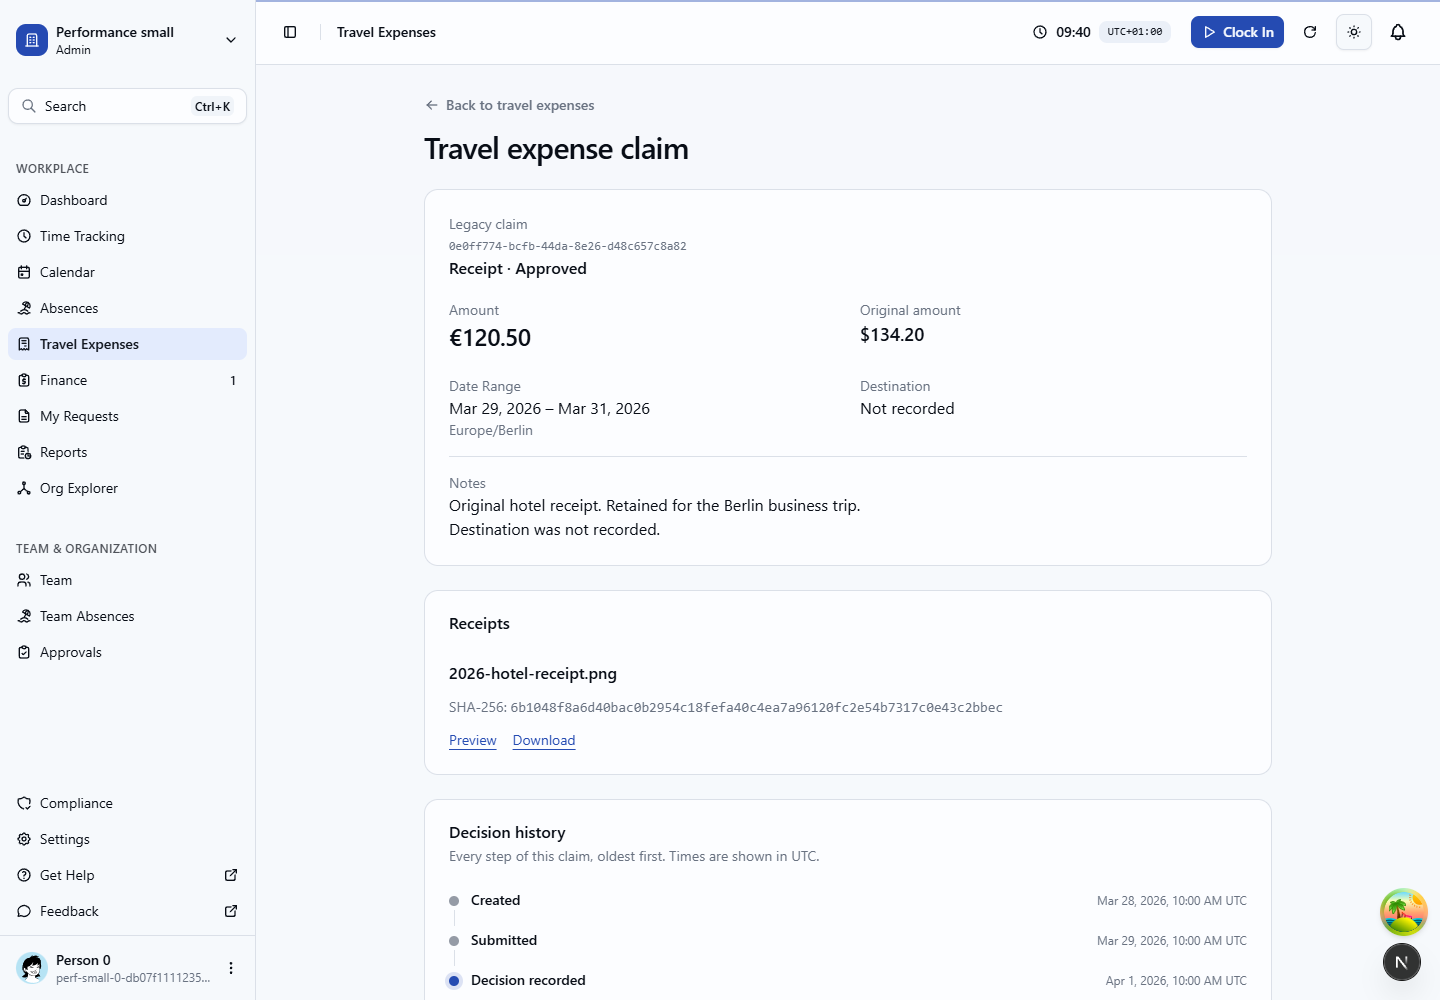 Performance small
Admin
Search
Ctrl+K
WORKPLACE
Dashboard
Time Tracking
Calendar
Absences
Travel Expenses
Finance
1
My Requests
Reports
Org Explorer
TEAM & ORGANIZATION
Team
Team Absences
Approvals
Compliance
Settings
Get Help
Feedback
Person 0
perf-small-0-db07f1111235...
Travel Expenses
09:40
UTC+01:00
Clock In
Back to travel expenses
Travel expense claim
Legacy claim
0e0ff774-bcfb-44da-8e26-d48c657c8a82
Receipt · Approved
Amount
€120.50
Original amount
$134.20
Date Range
Mar 29, 2026 – Mar 31, 2026
Europe/Berlin
Destination
Not recorded
Notes
Original hotel receipt. Retained for the Berlin business trip.
Destination was not recorded.
Receipts
2026-hotel-receipt.png
SHA-256: 6b1048f8a6d40bac0b2954c18fefa40c4ea7a96120fc2e54b7317c0e43c2bbec
Preview
Download
Decision history
Every step of this claim, oldest first. Times are shown in UTC.
Created
Mar 28, 2026, 10:00 AM UTC
Submitted
Mar 29, 2026, 10:00 AM UTC
Decision recorded
Apr 1, 2026, 10:00 AM UTC
N